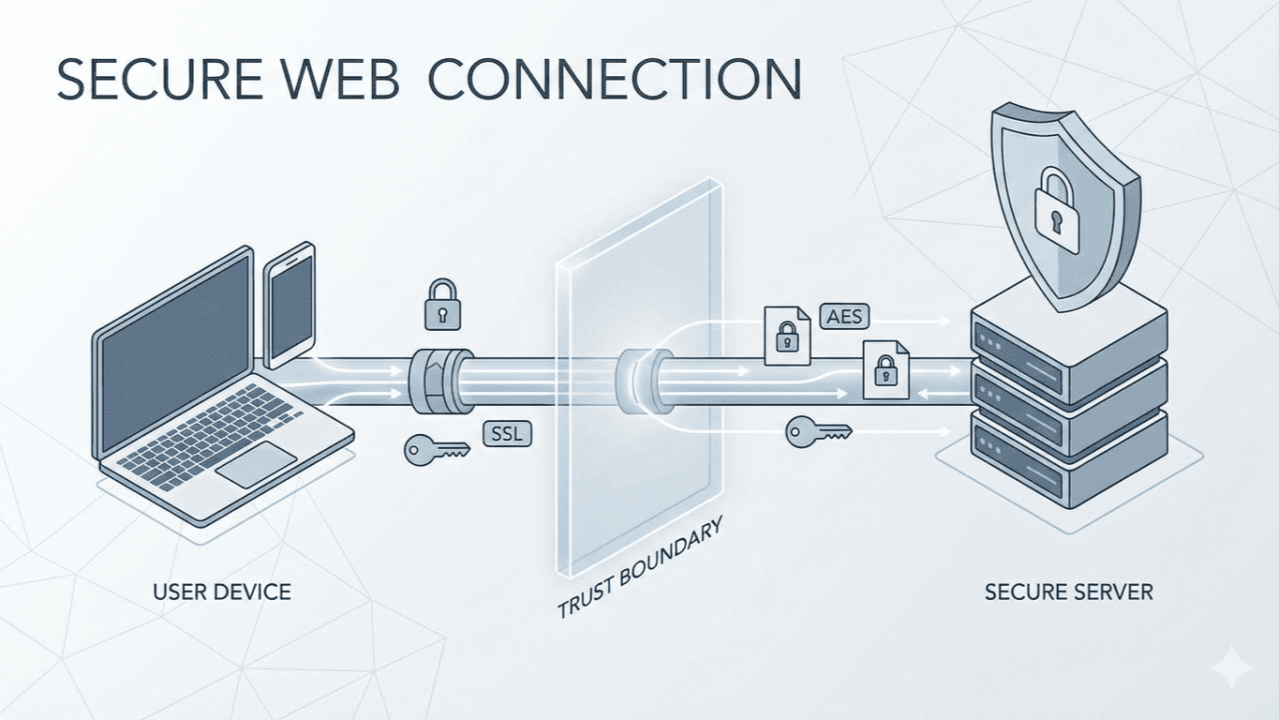 SECURE WEB CONNECTION
AES
SSL
TRUST BOUNDARY
USER DEVICE
SECURE SERVER